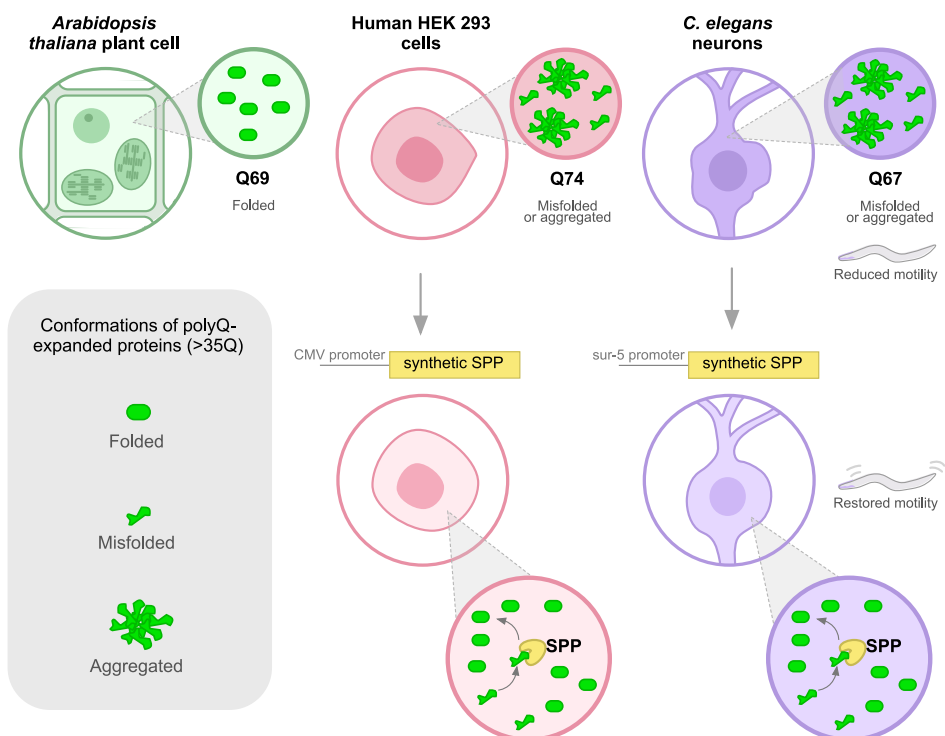 Arabidopsis
thaliana plant cell
Human HEK 293
cells
C. elegans
neurons
Q69
Folded
Q74
Misfolded
or aggregated
Q67
Misfolded
or aggregated
Reduced motility
Conformations of polyQ-
expanded proteins (>35Q)
Folded
Misfolded
Aggregated
CMV promoter
synthetic SPP
sur-5 promoter
synthetic SPP
Restored motility
SPP
SPP